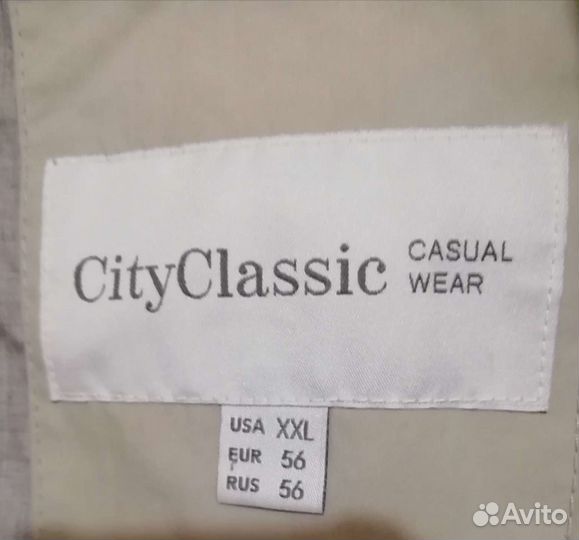 CityClassic CASUAL WEAR
USA XXL
EUR 56
RUS 56
Avito